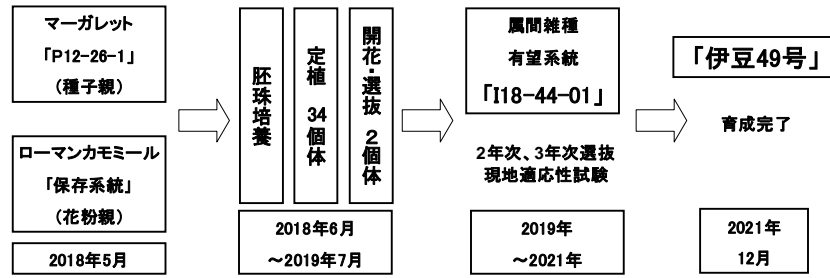 マーガレット
「P12-26-1」
（種子親）
ローマンカモミール
「保存系統」
（花粉親）
2018年5月
胚珠培養
定植 34個体
開花・選抜 2個体
2018年6月
～2019年7月
属間雑種
有望系統
「I18-44-01」
2年次、3年次選抜
現地適応性試験
2019年
～2021年
「伊豆49号」
育成完了
2021年
12月